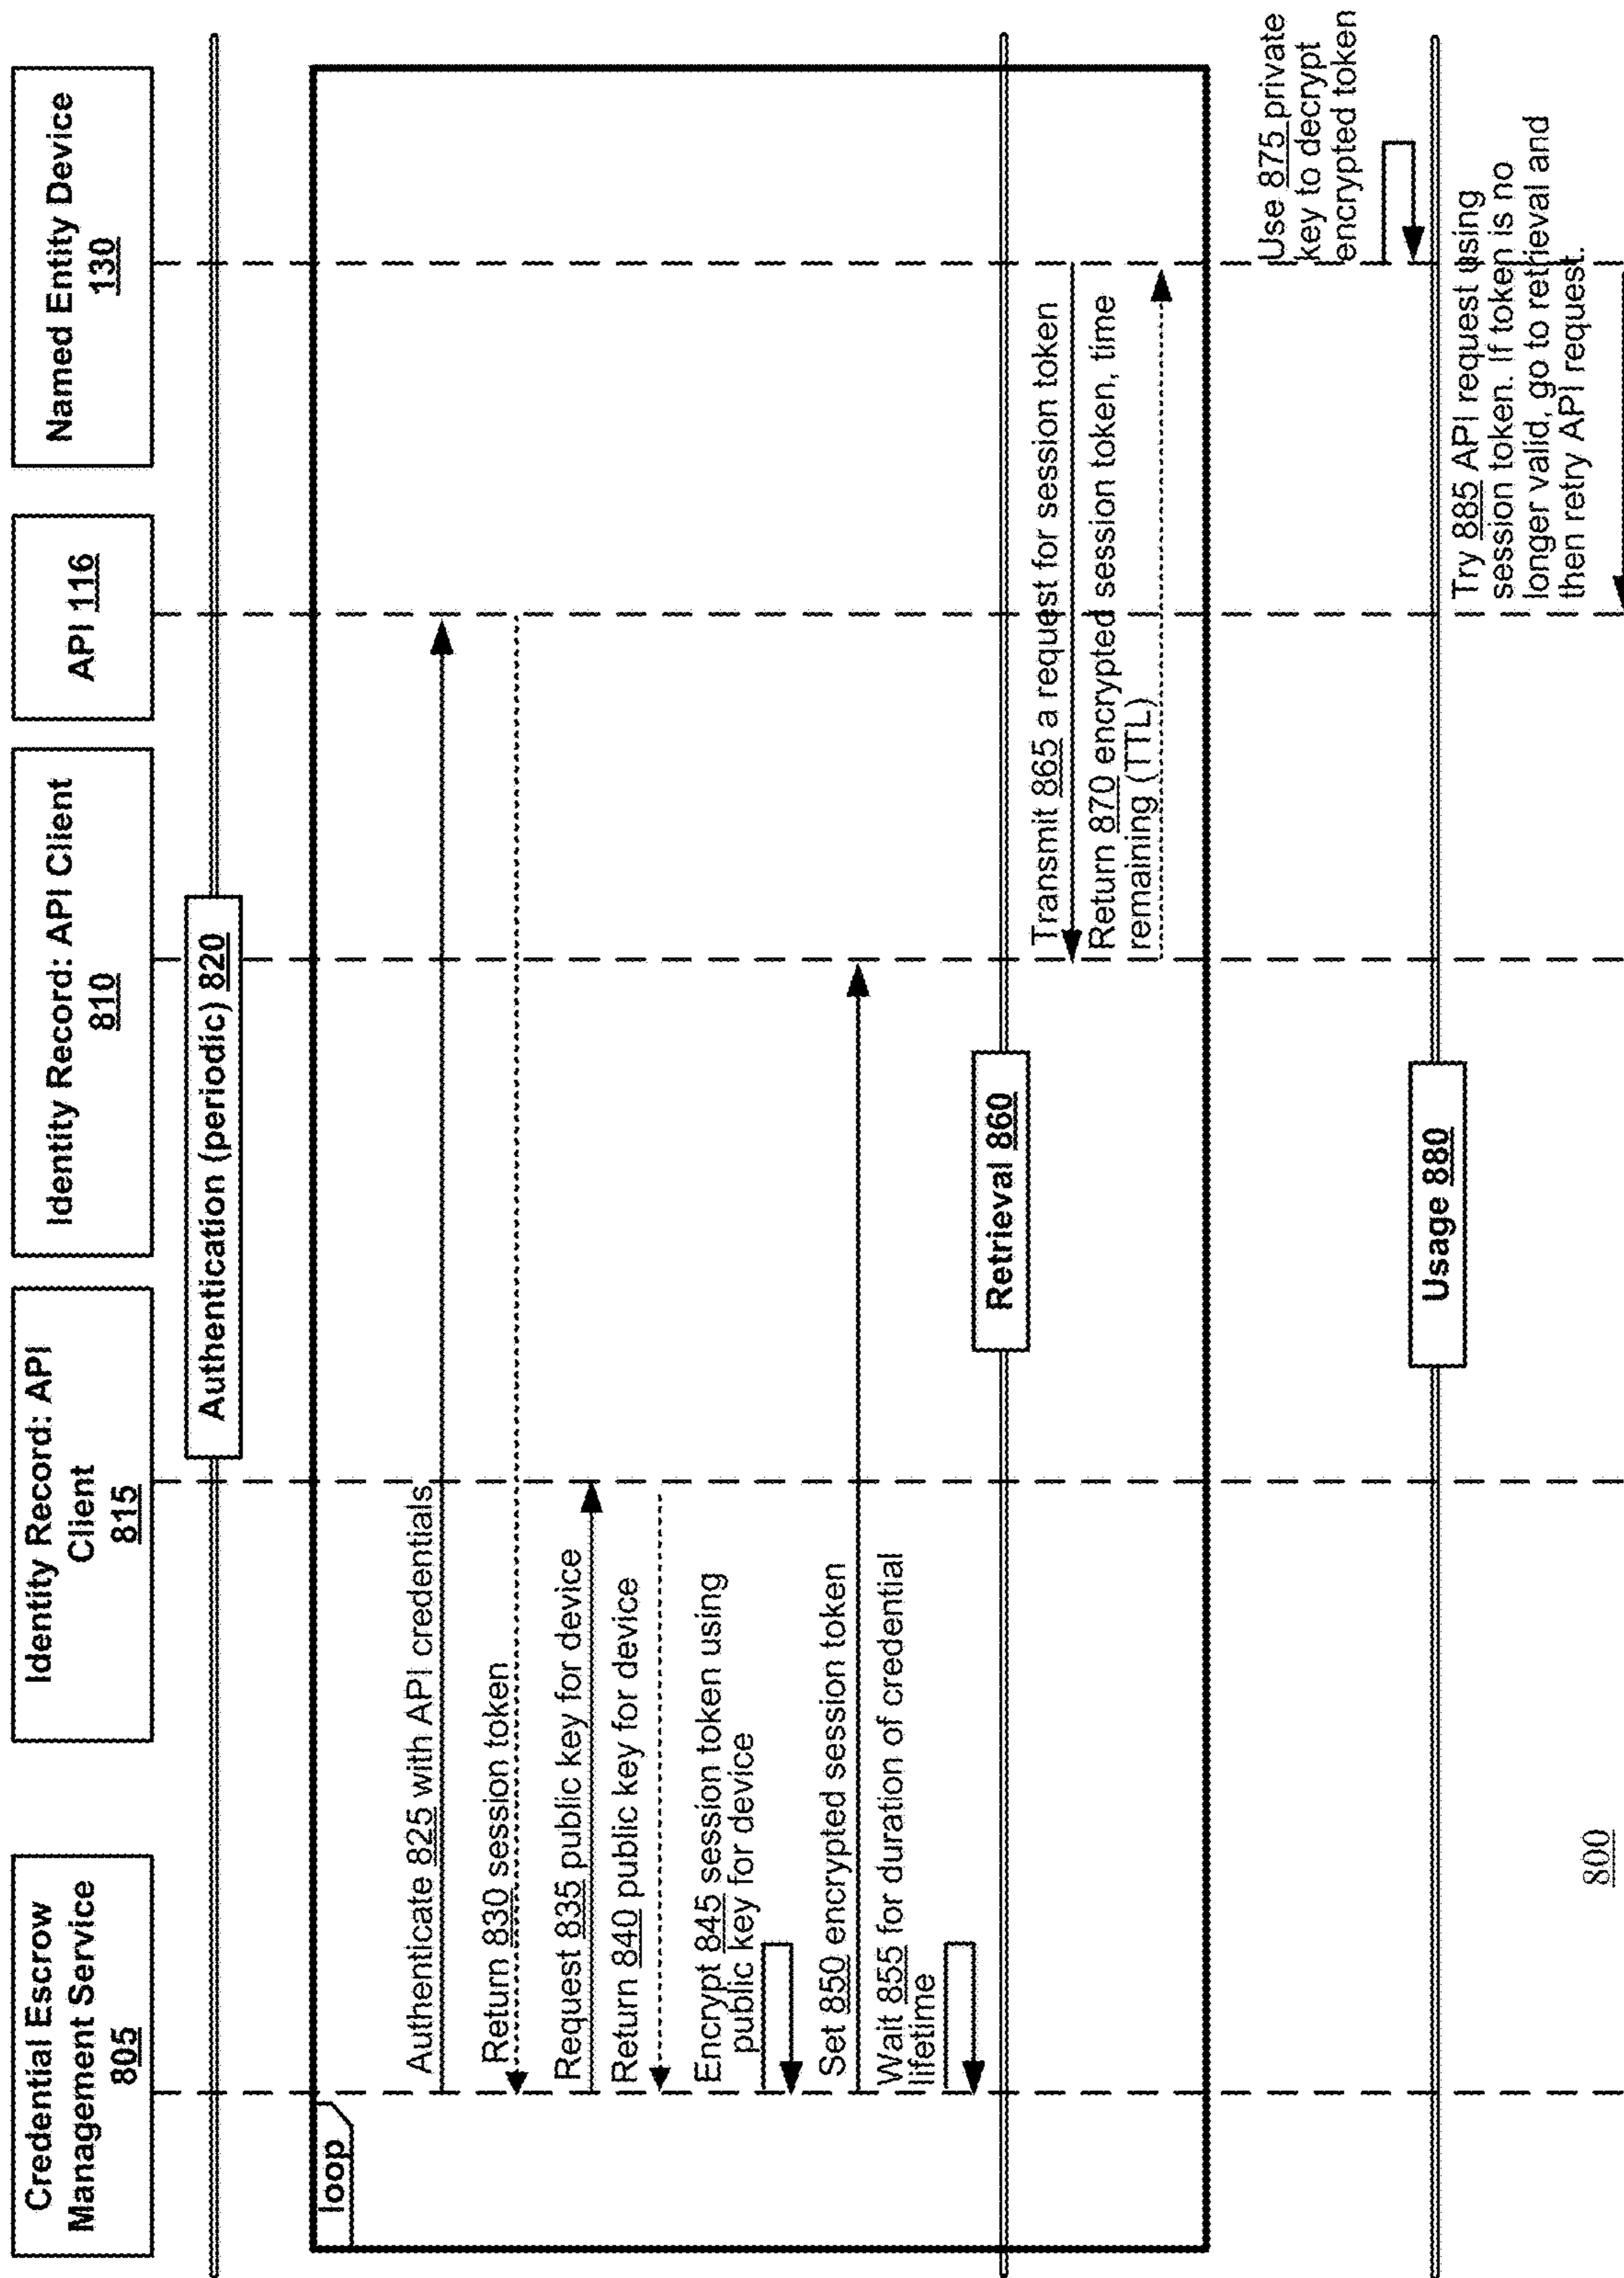 Credential Escrow
Management Service
805
Identity Record: API
Client
815
Identity Record: API Client
810
API 116
Named Entity Device
130
Authentication (periodic) 820
loop
Authenticate 825 with API credentials
Return 830 session token
Request 835 public key for device
Return 840 public key for device
Encrypt 845 session token using
public key for device
Set 850 encrypted session token
Wait 855 for duration of credential
lifetime
Retrieval 860
Transmit 865 a request for session token
Return 870 encrypted session token, time
remaining (TTL)
Use 875 private
key to decrypt
encrypted token
Usage 880
Try 885 API request using
session token. If token is no
longer valid, go to retrieval and
then retry API request.
800